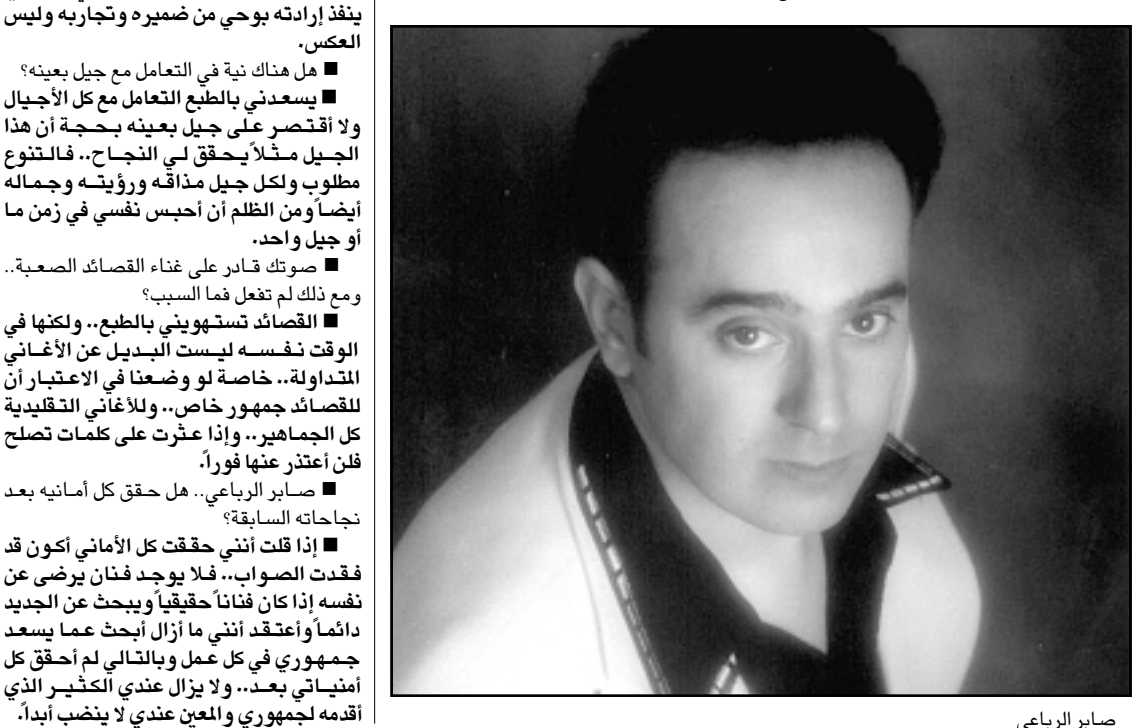 ينفذ إرادته بوحي من ضميره وتجاربه وليس
العكس.
■ هل هناك نية في التعامل مع جيل بعينه؟
■ يسعدني بالطبع التعامل مع كل الأجيال
ولا أقتصر على جيل بعينه بحجة أن هذا
الجيل مثلاً يحقق لي النجاح.. فالتنوع
مطلوب ولكل جيل مذاقه ورؤيته وجماله
أيضاً ومن الظلم أن أحبس نفسي في زمن ما
أو جيل واحد.
■ صوتك قادر على غناء القصائد الصعبة..
ومع ذلك لم تفعل فما السبب؟
■ القصائد تستهويني بالطبع.. ولكنها في
الوقت نفسه ليست البديل عن الأغاني
المتداولة.. خاصة لو وضعنا في الاعتبار أن
للقصائد جمهور خاص.. وللأغاني التقليدية
كل الجماهير.. وإذا عثرت على كلمات تصلح
فلن أعتذر عنها فوراً.
■ صابر الرباعي.. هل حقق كل أمانيه بعد
نجاحاته السابقة؟
■ إذا قلت أنني حققت كل الأماني أكون قد
فقدت الصواب.. فلا يوجد فنان يرضى عن
نفسه إذا كان فناناً حقيقياً ويبحث عن الجديد
دائماً وأعتقد أنني ما أزال أبحث عما يسعد
جمهوري في كل عمل وبالتالي لم أحقق كل
أمنياتي بعد.. ولا يزال عندي الكثير الذي
أقدمه لجمهوري والمعين عندي لا ينضب أبداً.
صابر الرباعي